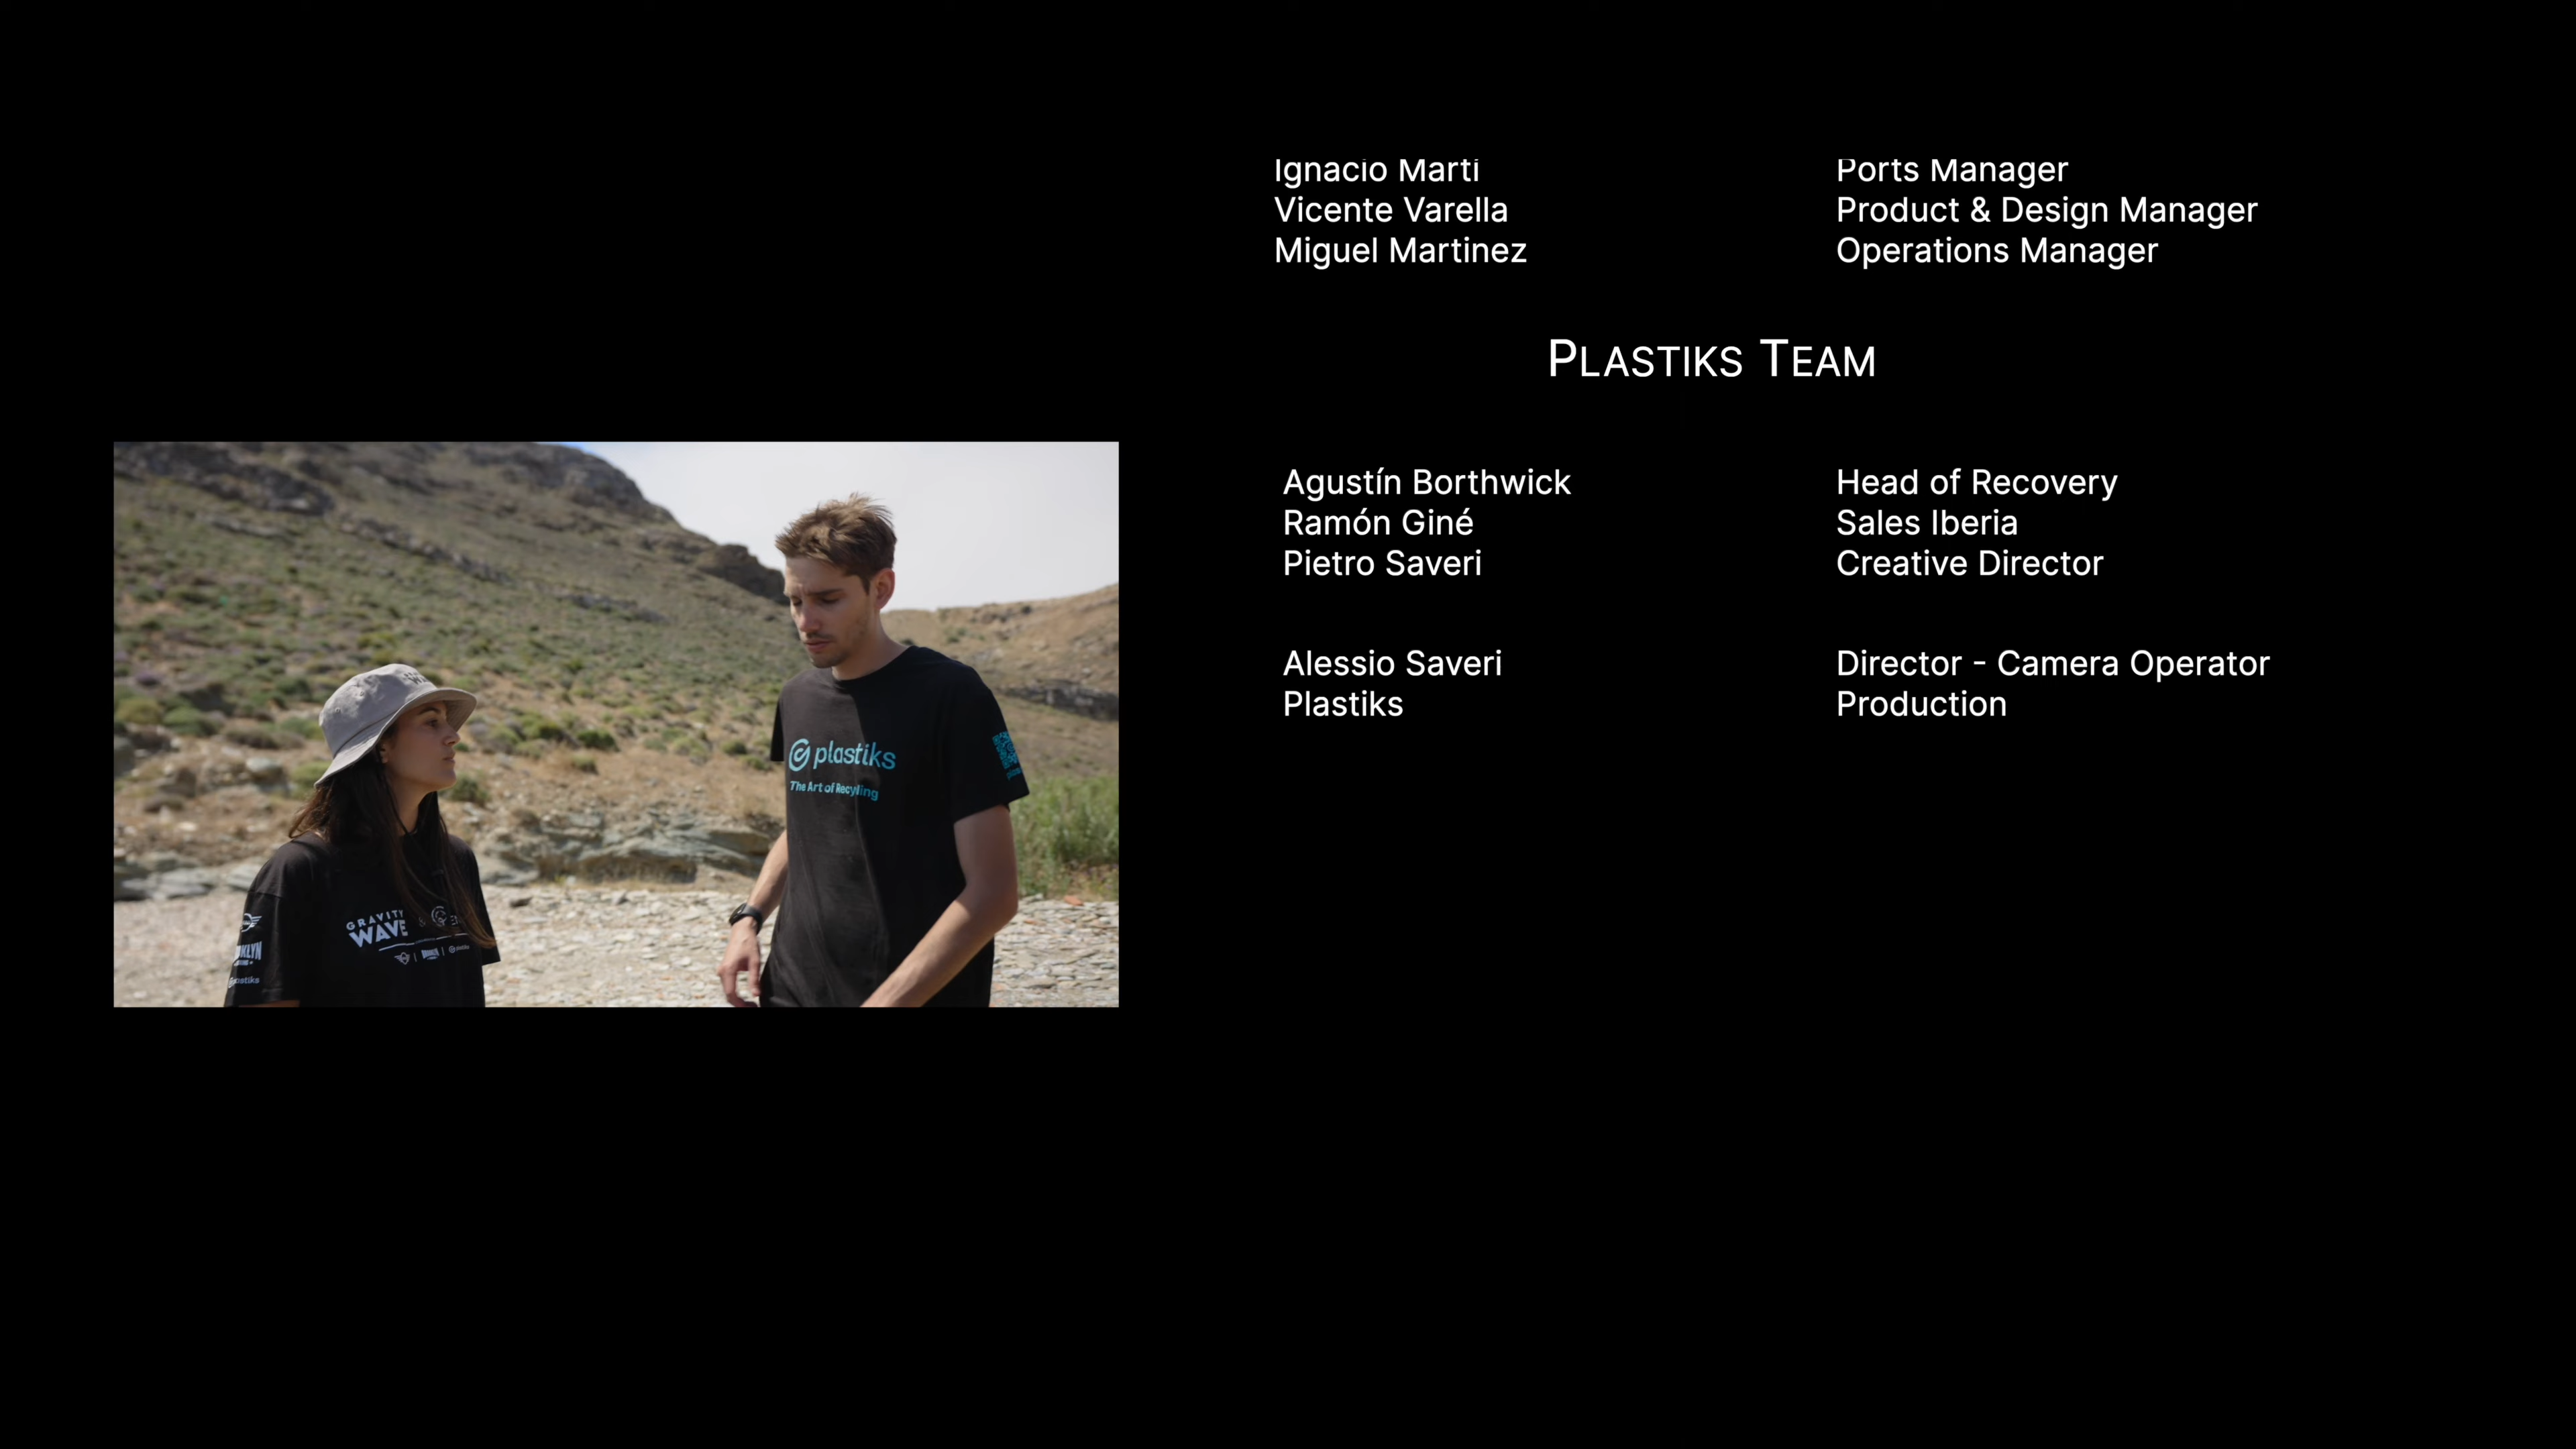 Ignacio Marti Ports Manager
Vicente Varella Product & Design Manager
Miguel Martinez Operations Manager
PLASTIKS TEAM
Agustín Borthwick Head of Recovery
Ramón Giné Sales Iberia
Pietro Saveri Creative Director
Alessio Saveri Director - Camera Operator
Plastiks Production
plastiks
The Art of Recycling
GRAVITY
WAVE &